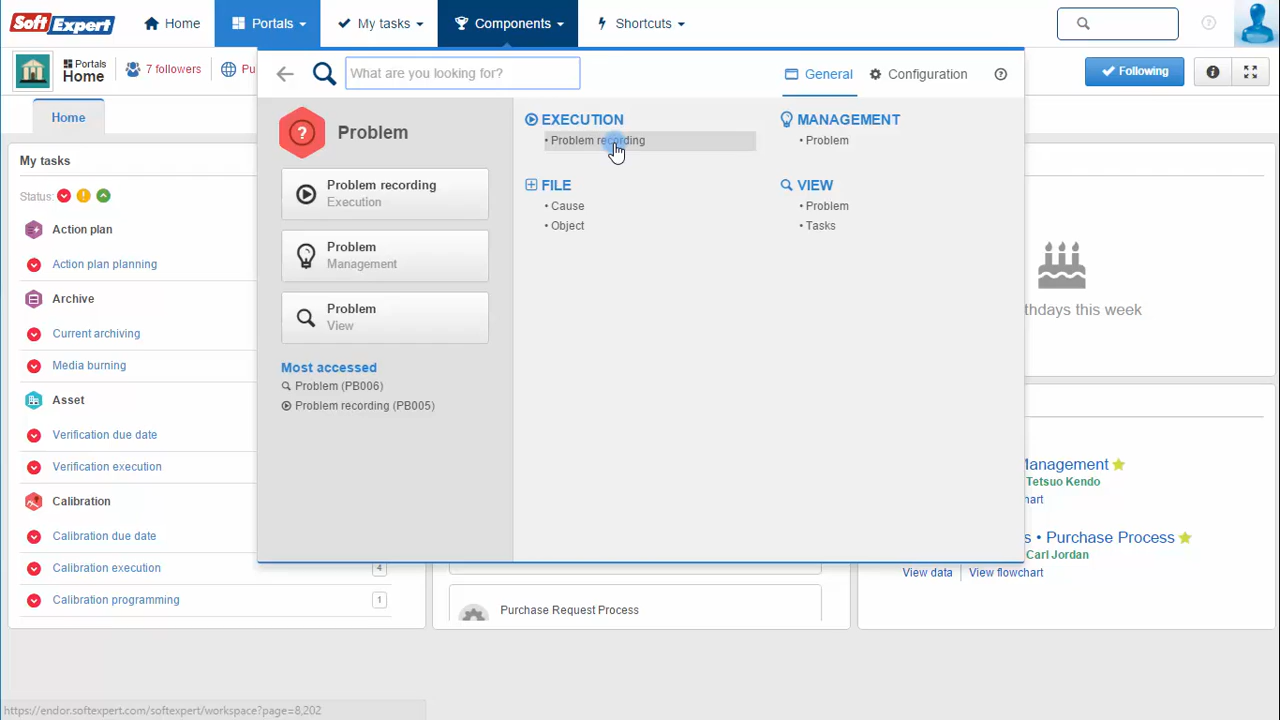 SoftExpert
Home
Portals
My tasks
Components
Shortcuts
Portals
Home
7 followers
Pu
Following
What are you looking for?
General
Configuration
Home
My tasks
Status:
Action plan
Action plan planning
Archive
Current archiving
Media burning
Asset
Verification due date
Verification execution
Calibration
Calibration due date
Calibration execution
4
Calibration programming
1
Problem
Problem recording
Execution
Problem
Management
Problem
View
Most accessed
Problem (PB006)
Problem recording (PB005)
EXECUTION
• Problem recording
FILE
• Cause
• Object
MANAGEMENT
• Problem
VIEW
• Problem
• Tasks
Purchase Request Process
thdays this week
Management
Tetsuo Kendo
hart
s • Purchase Process
Carl Jordan
View data | View flowchart
https://endor.softexpert.com/softexpert/workspace?page=8,202